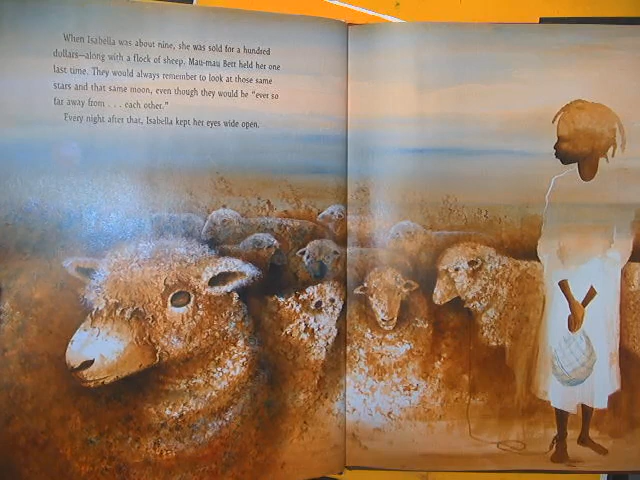 When Isabella was about nine, she was sold for a hundred
dollars—along with a flock of sheep. Mau-mau Bett held her one
last time. They would always remember to look at those same
stars and that same moon, even though they would be "ever so
far away from . . . each other."
Every night after that, Isabella kept her eyes wide open.